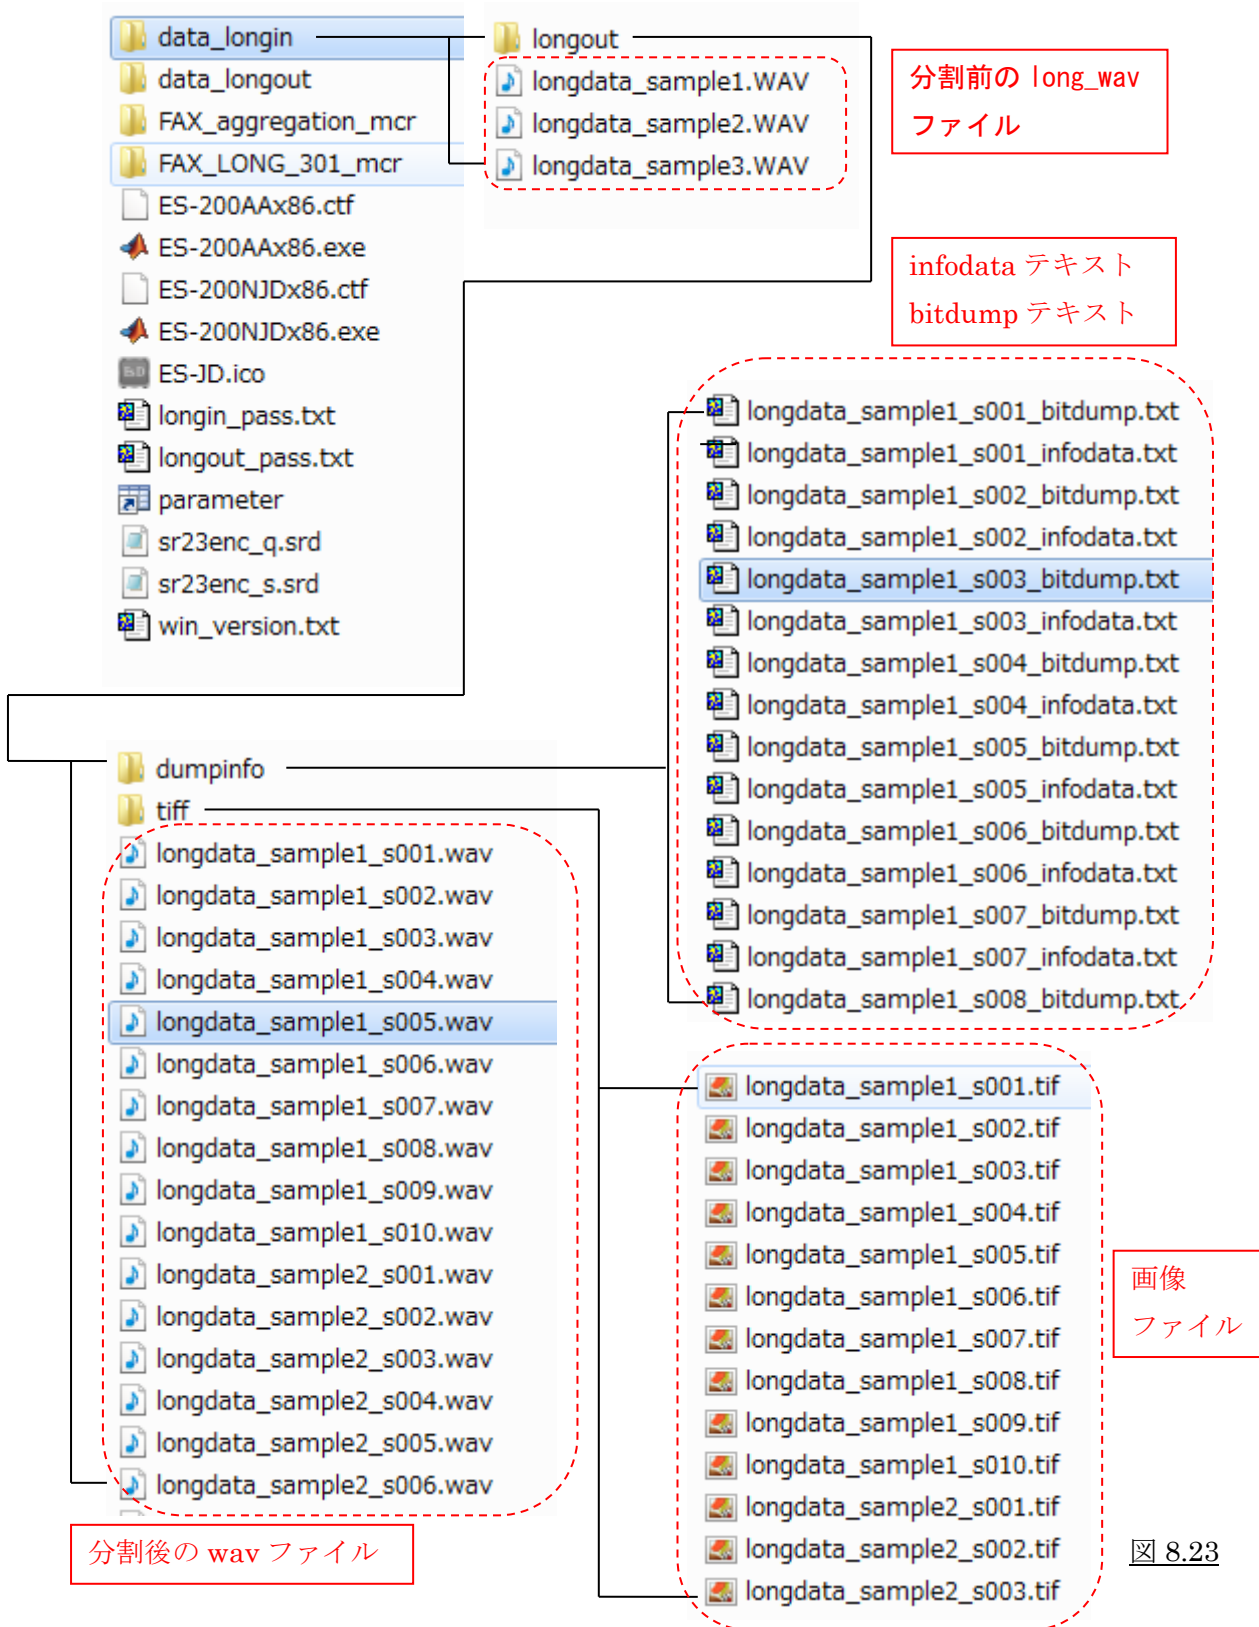 data_longin
data_longout
FAX_aggregation_mcr
FAX_LONG_301_mcr
ES-200AAx86.ctf
ES-200AAx86.exe
ES-200NJDx86.ctf
ES-200NJDx86.exe
ES-JD.ico
longin_pass.txt
longout_pass.txt
parameter
sr23enc_q.srd
sr23enc_s.srd
win_version.txt
longout
longdata_sample1.WAV
longdata_sample2.WAV
longdata_sample3.WAV
分割前の long_wav
ファイル
infodata テキスト
bitdump テキスト
longdata_sample1_s001_bitdump.txt
longdata_sample1_s001_infodata.txt
longdata_sample1_s002_bitdump.txt
longdata_sample1_s002_infodata.txt
longdata_sample1_s003_bitdump.txt
longdata_sample1_s003_infodata.txt
longdata_sample1_s004_bitdump.txt
longdata_sample1_s004_infodata.txt
longdata_sample1_s005_bitdump.txt
longdata_sample1_s005_infodata.txt
longdata_sample1_s006_bitdump.txt
longdata_sample1_s006_infodata.txt
longdata_sample1_s007_bitdump.txt
longdata_sample1_s007_infodata.txt
longdata_sample1_s008_bitdump.txt
dumpinfo
tiff
longdata_sample1_s001.wav
longdata_sample1_s002.wav
longdata_sample1_s003.wav
longdata_sample1_s004.wav
longdata_sample1_s005.wav
longdata_sample1_s006.wav
longdata_sample1_s007.wav
longdata_sample1_s008.wav
longdata_sample1_s009.wav
longdata_sample1_s010.wav
longdata_sample2_s001.wav
longdata_sample2_s002.wav
longdata_sample2_s003.wav
longdata_sample2_s004.wav
longdata_sample2_s005.wav
longdata_sample2_s006.wav
分割後の wav ファイル
longdata_sample1_s001.tif
longdata_sample1_s002.tif
longdata_sample1_s003.tif
longdata_sample1_s004.tif
longdata_sample1_s005.tif
longdata_sample1_s006.tif
longdata_sample1_s007.tif
longdata_sample1_s008.tif
longdata_sample1_s009.tif
longdata_sample1_s010.tif
longdata_sample2_s001.tif
longdata_sample2_s002.tif
longdata_sample2_s003.tif
画像
ファイル
図 8.23